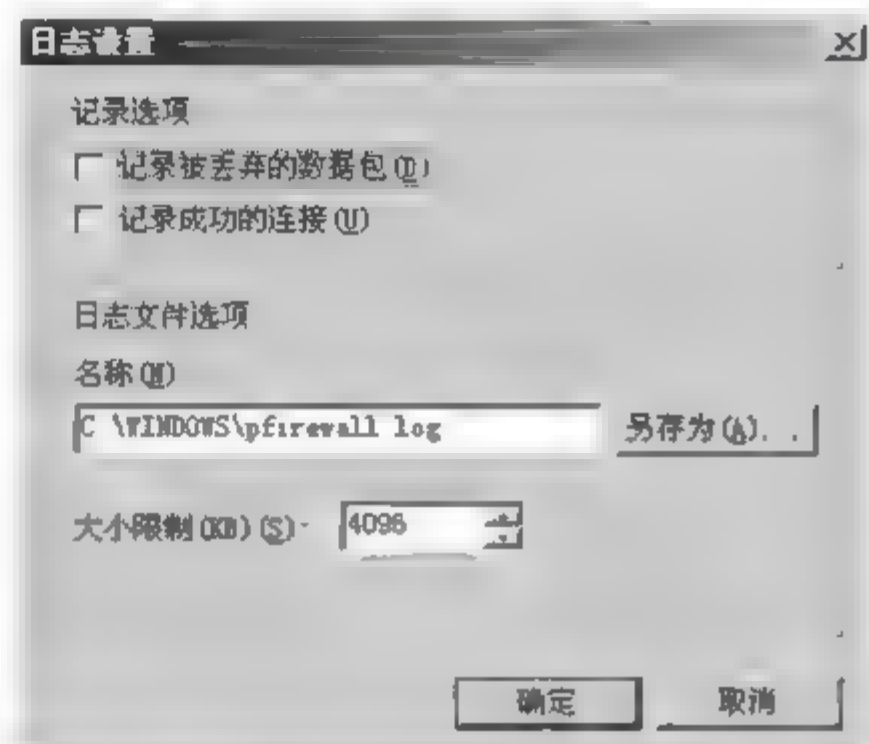 日志设置
记录选项
记录被丢弃的数据包(D)
记录成功的连接(U)
日志文件选项
名称(N)
C \WINDOWS\pfirewall log
另存为(A). .
大小限制(KB)(S)·
4096
确定
取消